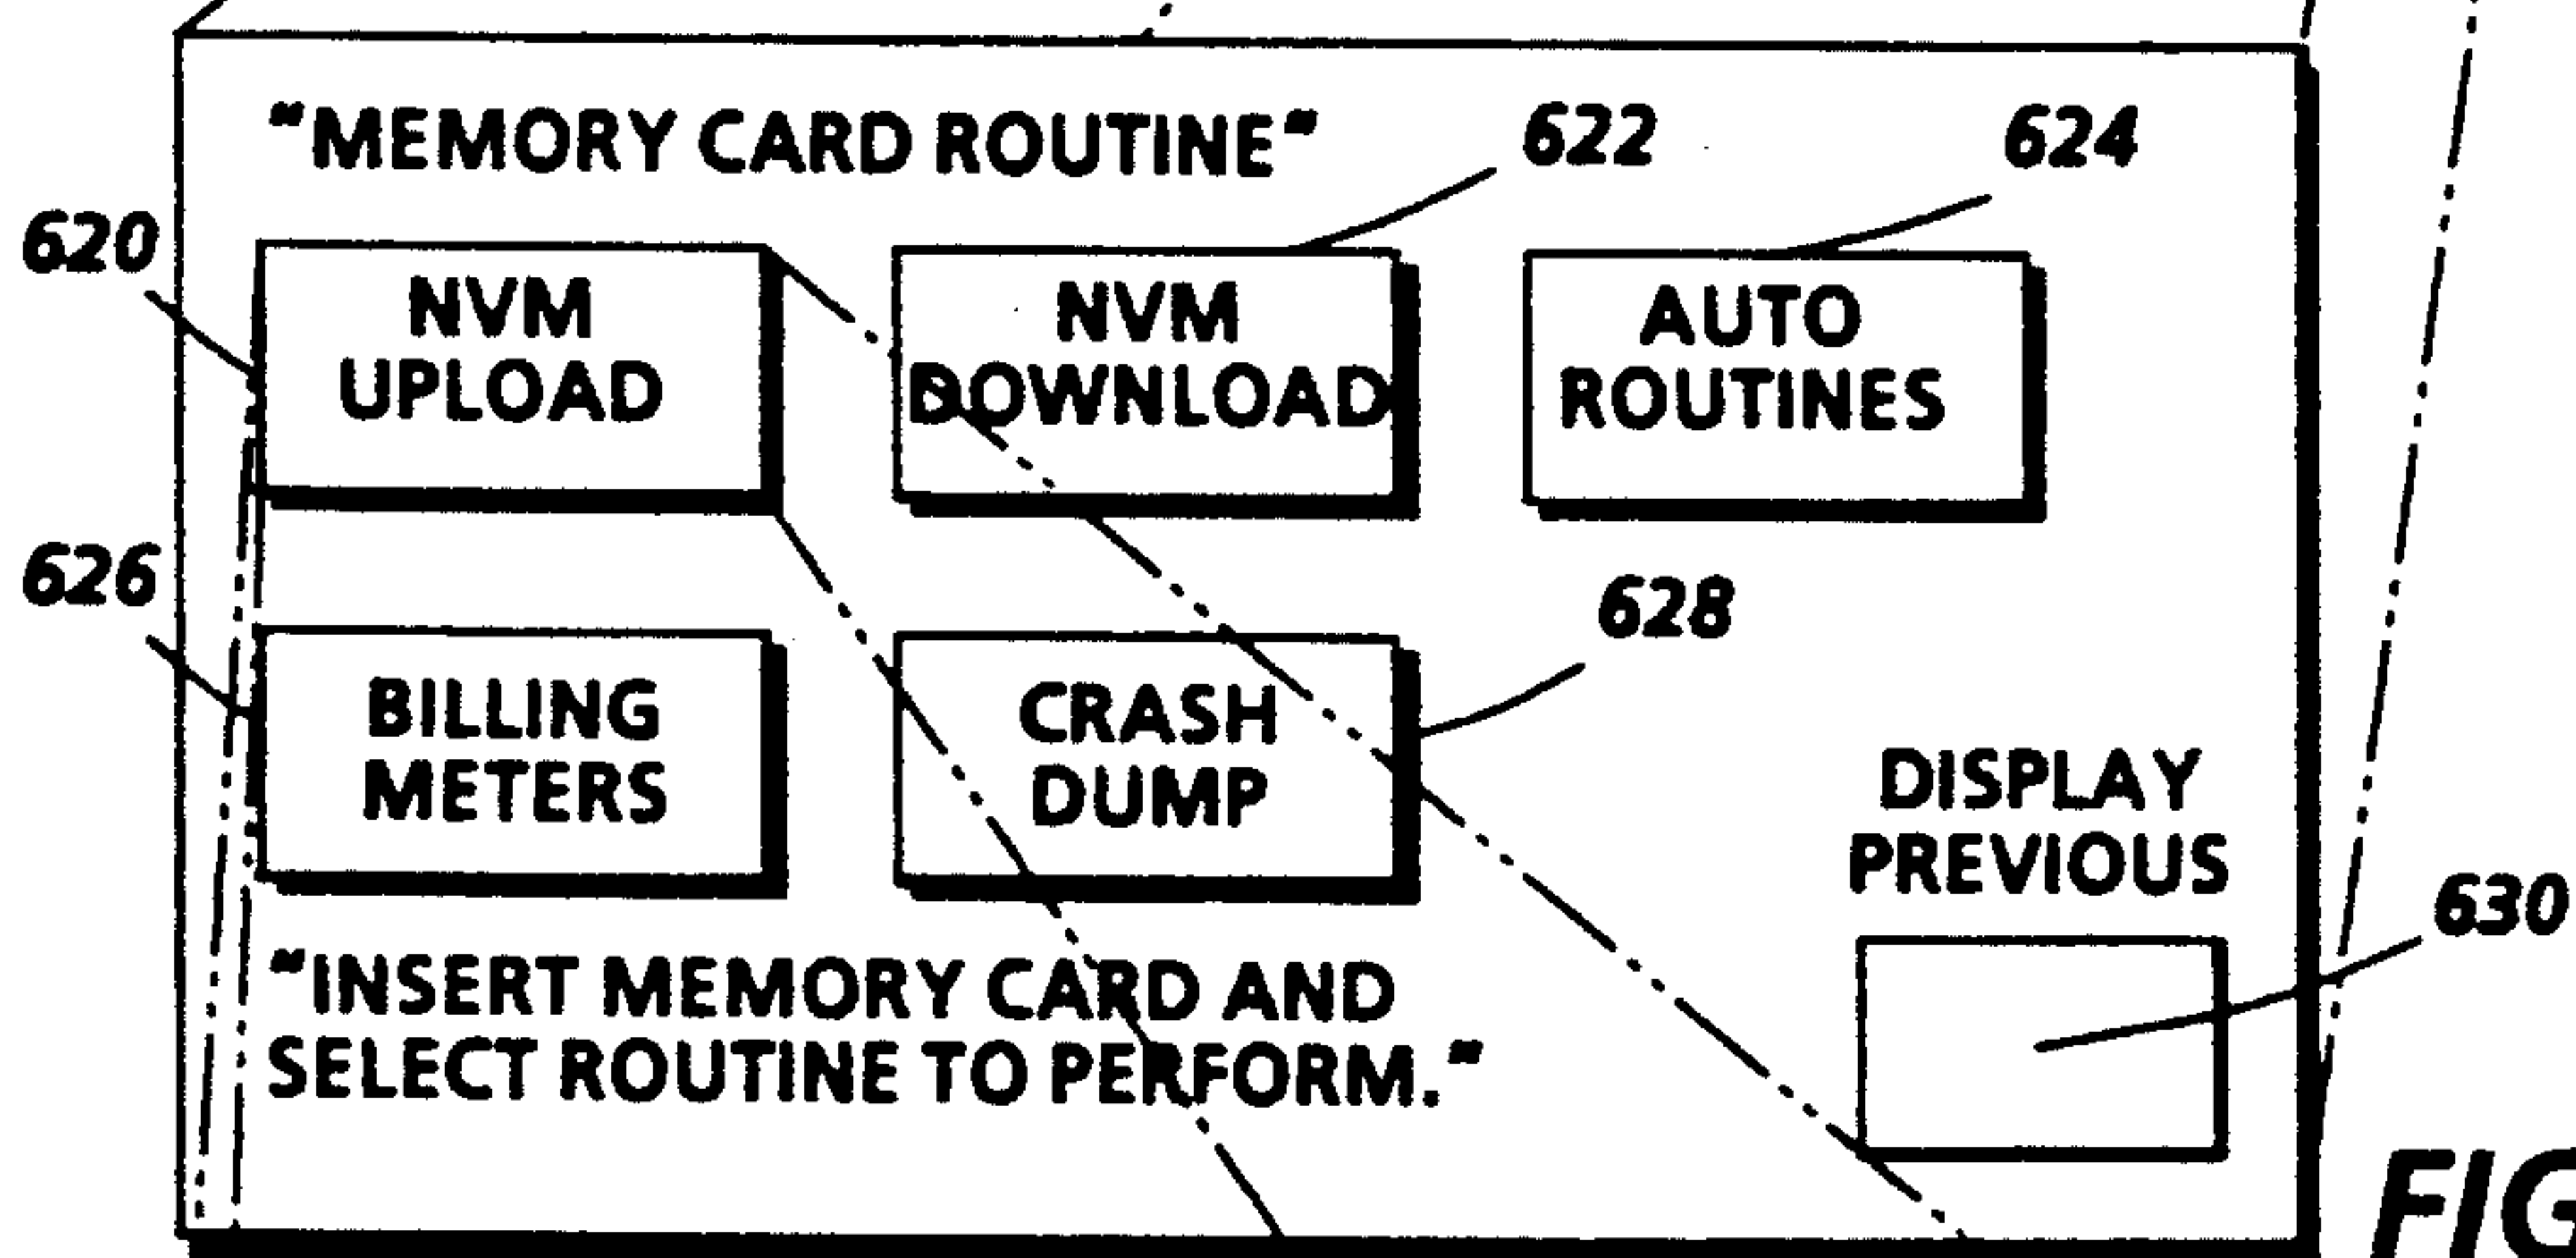 "MEMORY CARD ROUTINE"
622
624
620
NVM
UPLOAD
NVM
DOWNLOAD
AUTO
ROUTINES
626
628
BILLING
METERS
CRASH
DUMP
DISPLAY
PREVIOUS
630
"INSERT MEMORY CARD AND
SELECT ROUTINE TO PERFORM."
FIG